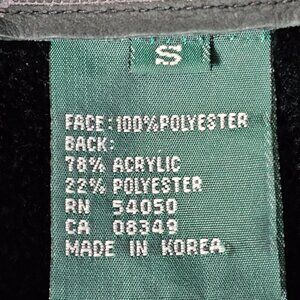 S
FACE:100%POLYESTER
BACK:
78% ACRYLIC
22% POLYESTER
RN 54050
CA 08349
MADE IN KOREA